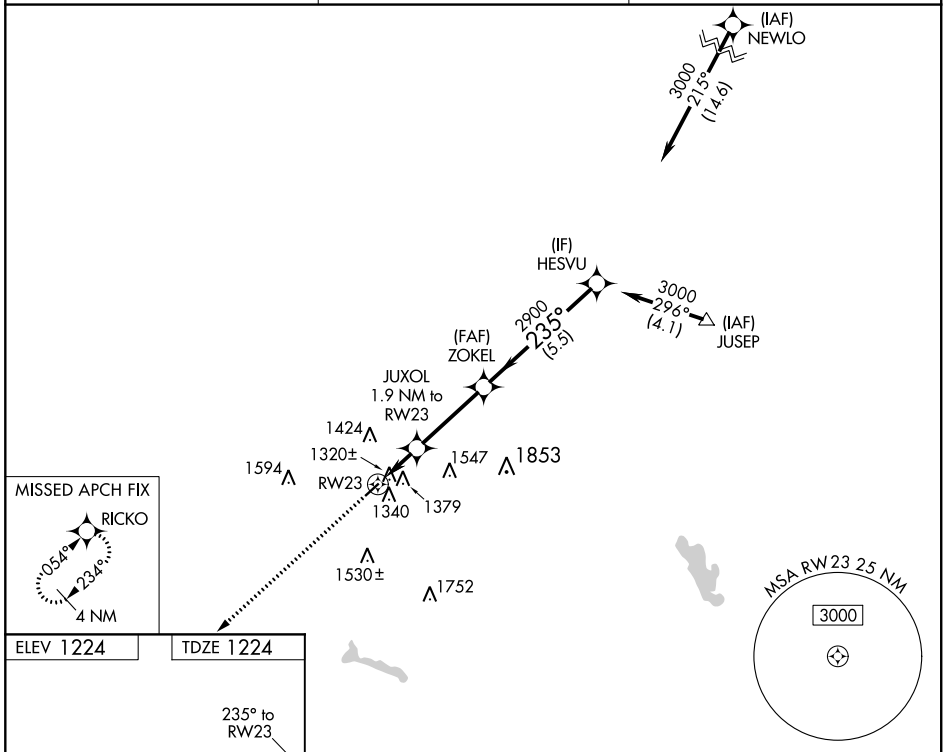 (IAF)
NEWLO
3000
215°
(14.6)
(IF)
HESVU
3000
296°
(4.1)
(IAF)
JUSEP
2900
235°
(5.5)
(FAF)
ZOKEL
JUXOL
1.9 NM to
RW23
1424
1320±
1547
1853
1594
RW23
1379
1340
1530±
1752
MISSED APCH FIX
RICKO
054°
234°
4 NM
MSA RW23 25 NM
3000
ELEV 1224
TDZE 1224
235° to
RW23